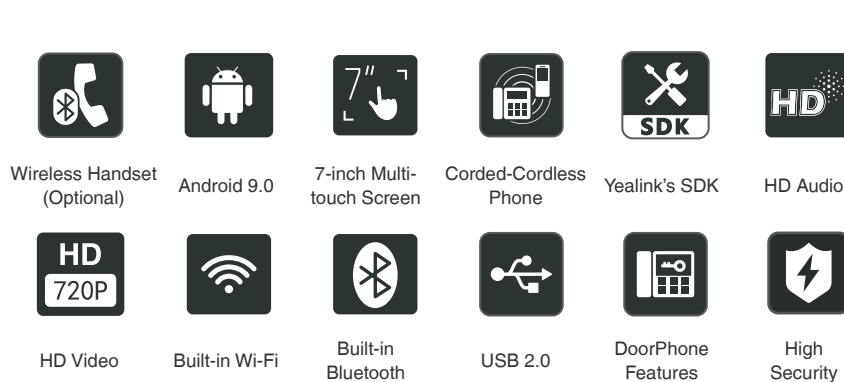 7"
SDK
HD
Wireless Handset
(Optional)
Android 9.0
7-inch Multi-
touch Screen
Corded-Cordless
Phone
Yealink's SDK
HD Audio
HD
720P
HD Video
Built-in Wi-Fi
Built-in
Bluetooth
USB 2.0
DoorPhone
Features
High
Security